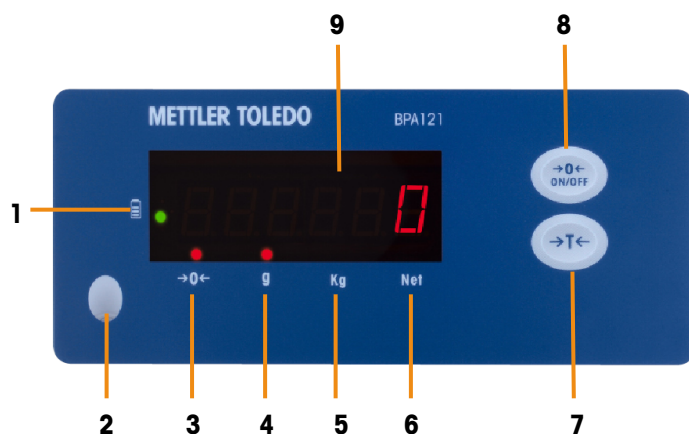 9
8
METTLER TOLEDO
BPA121
→0←
ON/OFF
1
0
→T←
→0←
g
Kg
Net
2
3
4
5
6
7